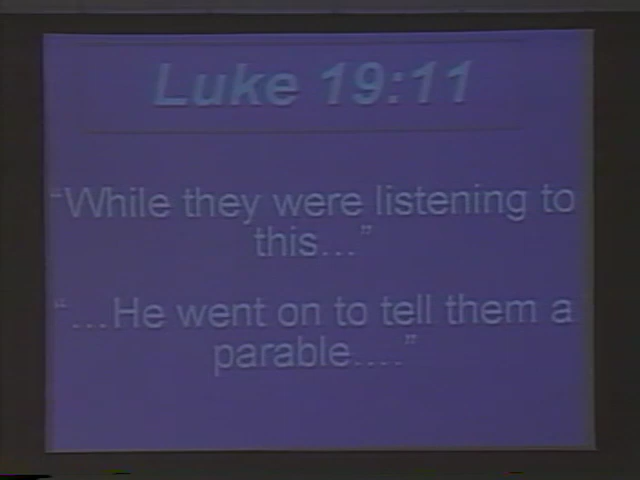 Luke 19:11
“While they were listening to
this...”
“...He went on to tell them a
parable....”